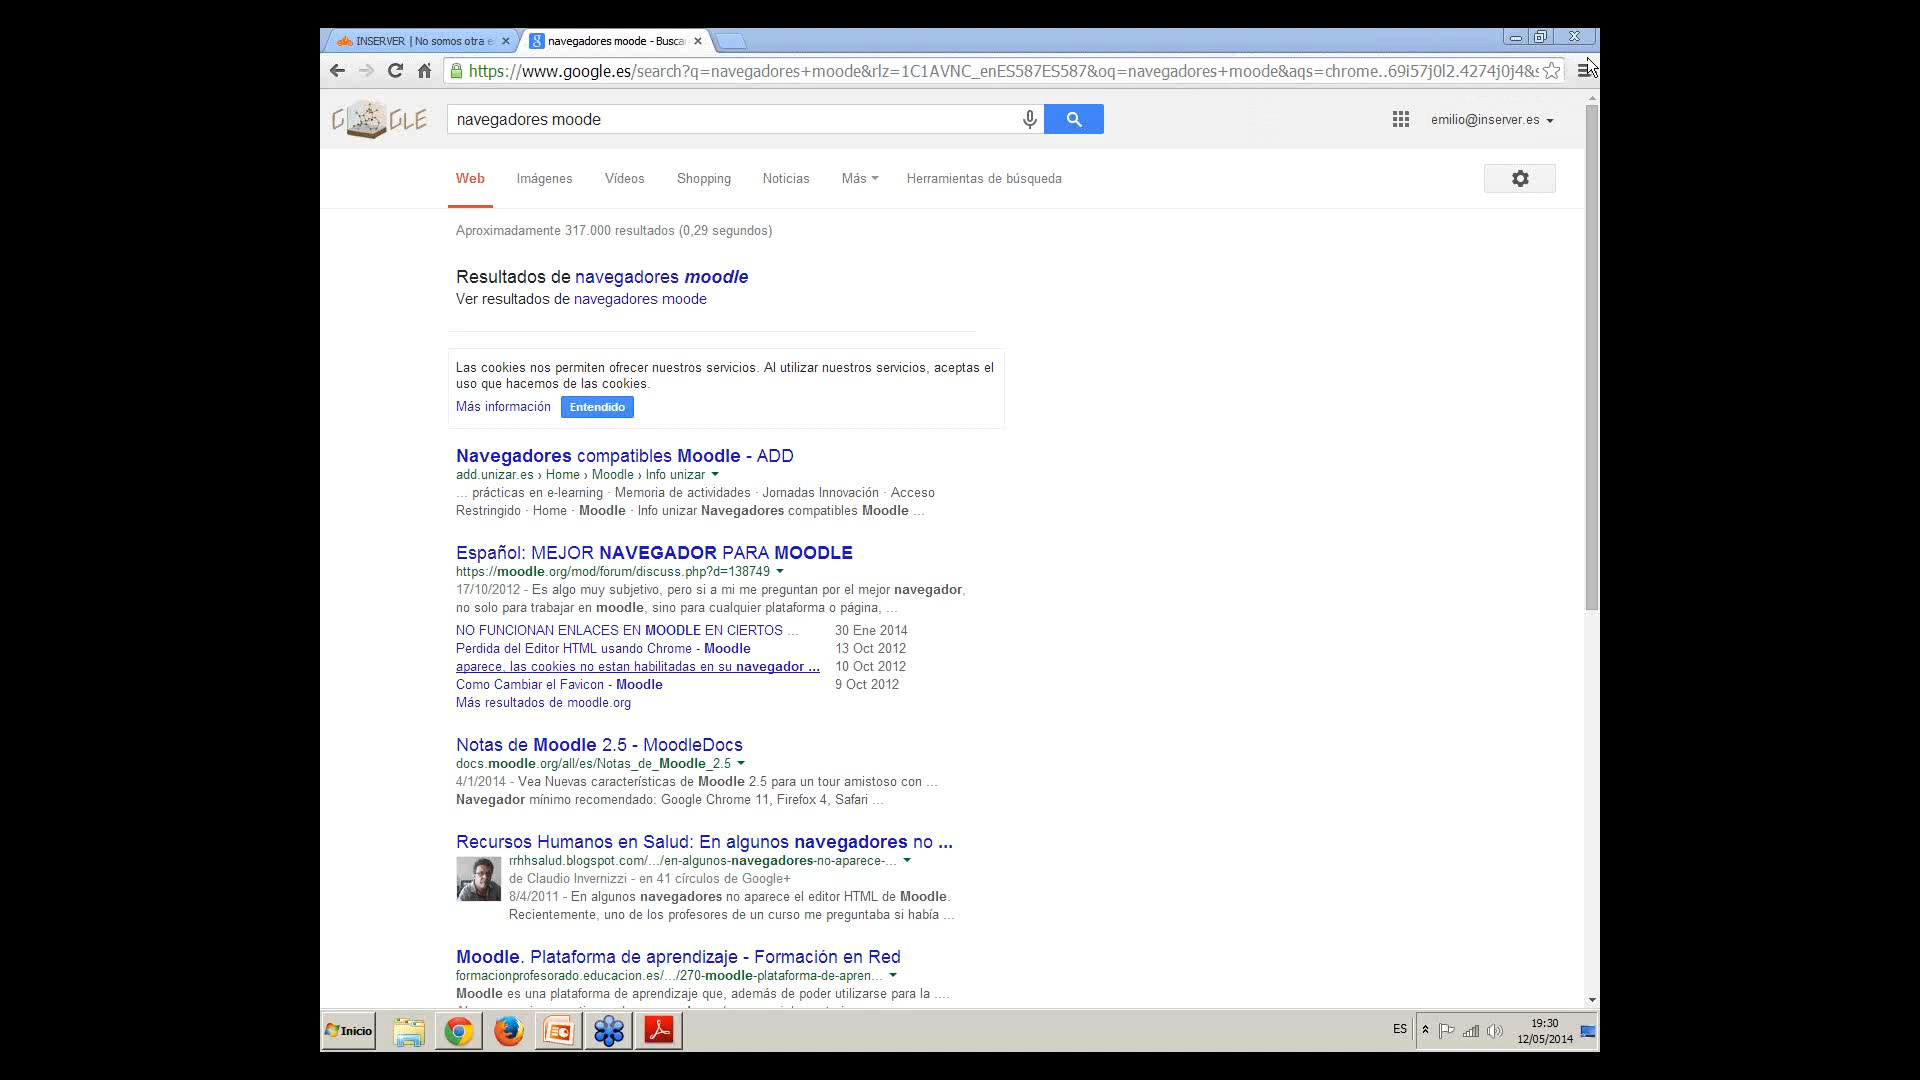 INSERVER | No somos otra e
navegadores moode - Busca
https://www.google.es/search?q=navegadores+moode&rlz=1C1AVNC_enES587ES587&oq=navegadores+moode&aqs=chrome..69i57j0l2.4274j0j4&s
navegadores moode
emilio@inserver.es
Web Imágenes Vídeos Shopping Noticias Más Herramientas de búsqueda
Aproximadamente 317.000 resultados (0,29 segundos)
Resultados de navegadores moodle
Ver resultados de navegadores moode
Las cookies nos permiten ofrecer nuestros servicios. Al utilizar nuestros servicios, aceptas el
uso que hacemos de las cookies.
Más información Entendido
Navegadores compatibles Moodle - ADD
add.unizar.es › Home › Moodle › Info unizar
... prácticas en e-learning · Memoria de actividades · Jornadas Innovación · Acceso
Restringido · Home · Moodle · Info unizar Navegadores compatibles Moodle ...
Español: MEJOR NAVEGADOR PARA MOODLE
https://moodle.org/mod/forum/discuss.php?d=138749
17/10/2012 - Es algo muy subjetivo, pero si a mi me preguntan por el mejor navegador,
no solo para trabajar en moodle, sino para cualquier plataforma o página, ...
NO FUNCIONAN ENLACES EN MOODLE EN CIERTOS ... 30 Ene 2014
Perdida del Editor HTML usando Chrome - Moodle 13 Oct 2012
aparece, las cookies no estan habilitadas en su navegador ... 10 Oct 2012
Como Cambiar el Favicon - Moodle 9 Oct 2012
Más resultados de moodle.org
Notas de Moodle 2.5 - MoodleDocs
docs.moodle.org/all/es/Notas_de_Moodle_2.5
4/1/2014 - Vea Nuevas características de Moodle 2.5 para un tour amistoso con ...
Navegador mínimo recomendado: Google Chrome 11, Firefox 4, Safari ...
Recursos Humanos en Salud: En algunos navegadores no ...
rrhhsalud.blogspot.com/.../en-algunos-navegadores-no-aparece-...
de Claudio Invernizzi - en 41 círculos de Google+
8/4/2011 - En algunos navegadores no aparece el editor HTML de Moodle.
Recientemente, uno de los profesores de un curso me preguntaba si había ...
Moodle. Plataforma de aprendizaje - Formación en Red
formacionprofesorado.educacion.es/.../270-moodle-plataforma-de-apren...
Moodle es una plataforma de aprendizaje que, además de poder utilizarse para la ....
Inicio
ES
19:30
12/05/2014